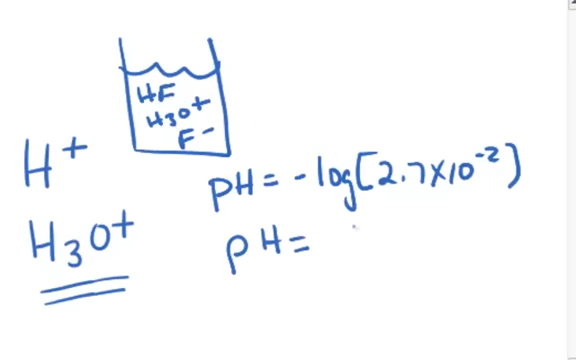 HF
H₃O⁺
F⁻
H⁺
pH = -log[2.7×10⁻²)
H₃O⁺
pH =